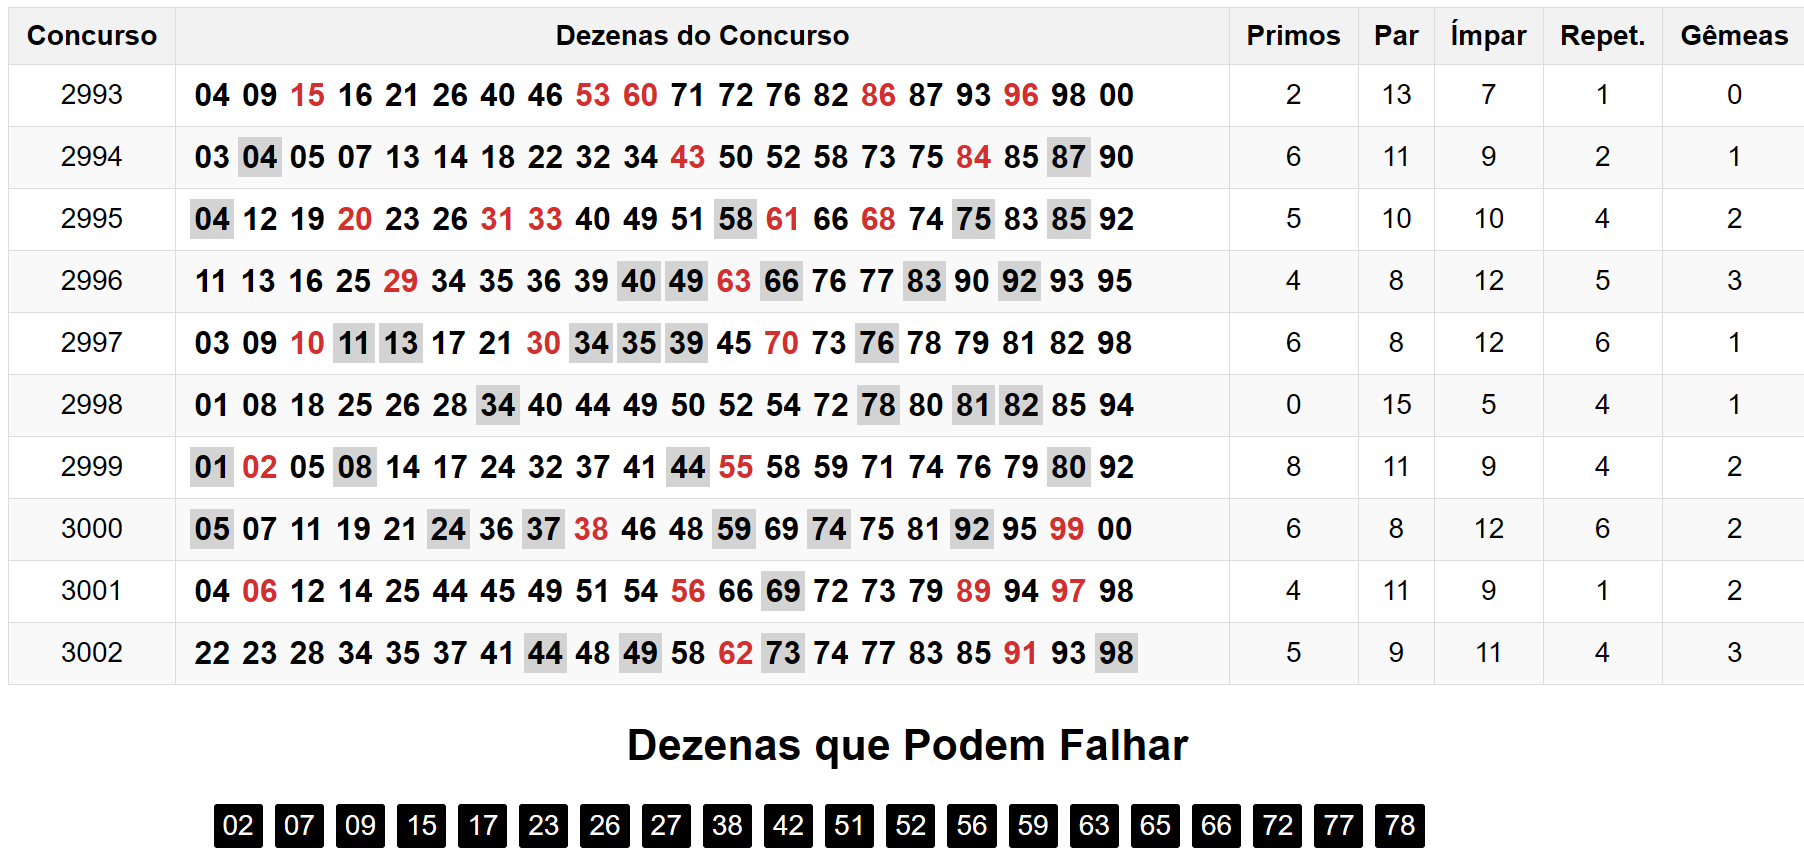 Concurso Dezenas do Concurso Primos Par Ímpar Repet. Gêmeas
2993 04 09 15 16 21 26 40 46 53 60 71 72 76 82 86 87 93 96 98 00 2 13 7 1 0
2994 03 04 05 07 13 14 18 22 32 34 43 50 52 58 73 75 84 85 87 90 6 11 9 2 1
2995 04 12 19 20 23 26 31 33 40 49 51 58 61 66 68 74 75 83 85 92 5 10 10 4 2
2996 11 13 16 25 29 34 35 36 39 40 49 63 66 76 77 83 90 92 93 95 4 8 12 5 3
2997 03 09 10 11 13 17 21 30 34 35 39 45 70 73 76 78 79 81 82 98 6 8 12 6 1
2998 01 08 18 25 26 28 34 40 44 49 50 52 54 72 78 80 81 82 85 94 0 15 5 4 1
2999 01 02 05 08 14 17 24 32 37 41 44 55 58 59 71 74 76 79 80 92 8 11 9 4 2
3000 05 07 11 19 21 24 36 37 38 46 48 59 69 74 75 81 92 95 99 00 6 8 12 6 2
3001 04 06 12 14 25 44 45 49 51 54 56 66 69 72 73 79 89 94 97 98 4 11 9 1 2
3002 22 23 28 34 35 37 41 44 48 49 58 62 73 74 77 83 85 91 93 98 5 9 11 4 3
Dezenas que Podem Falhar
02 07 09 15 17 23 26 27 38 42 51 52 56 59 63 65 66 72 77 78